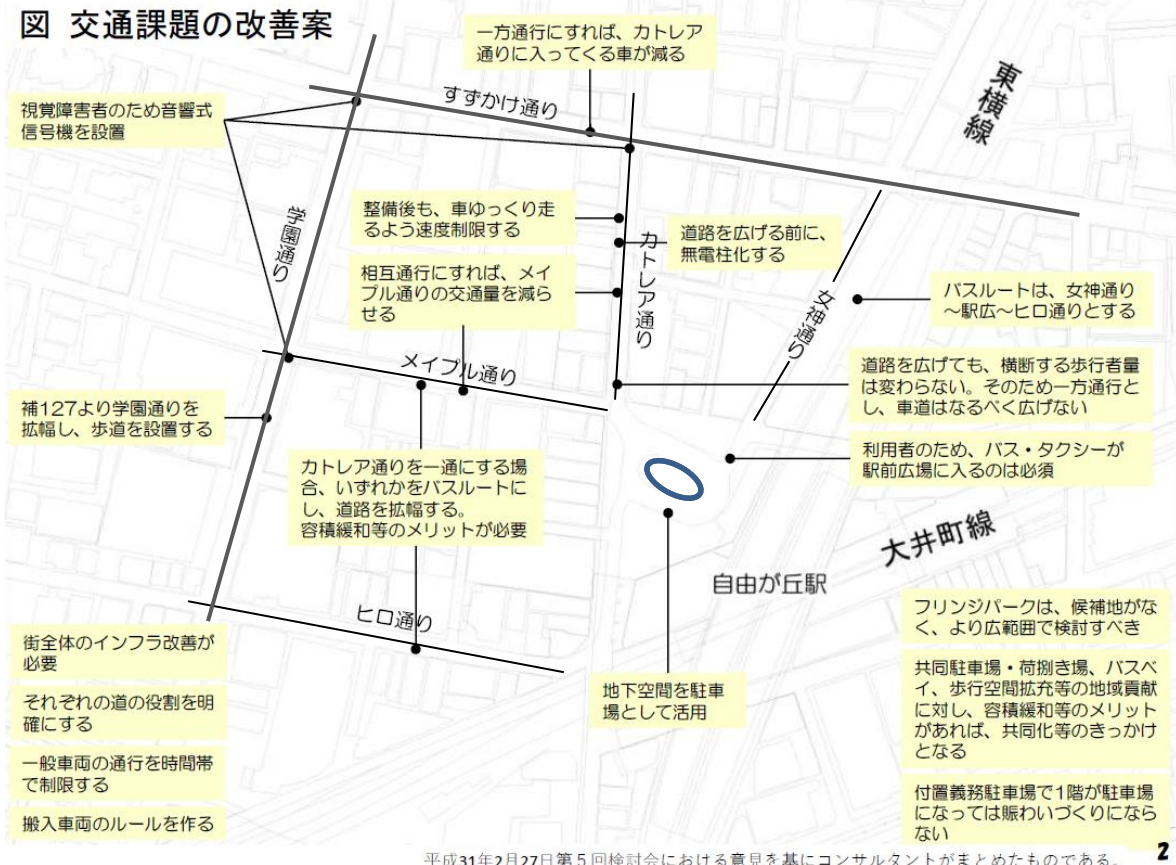 図 交通課題の改善案
一方通行にすれば、カトレア
通りに入ってくる車が減る
東横線
すずかけ通り
視覚障害者のため音響式
信号機を設置
学園通り
整備後も、車ゆっくり走
るよう速度制限する
カトレア通り
道路を広げる前に、
無電柱化する
相互通行にすれば、メイ
プル通りの交通量を減ら
せる
女神通り
バスルートは、女神通り
～駅広～ヒロ通りとする
メイプル通り
道路を広げても、横断する歩行者量
は変わらない。そのため一方通行と
し、車道はなるべく広げない
補127より学園通りを
拡幅し、歩道を設置する
利用者のため、バス・タクシーが
駅前広場に入るのは必須
カトレア通りを一通にする場
合、いずれかをバスルートに
し、道路を拡幅する。
容積緩和等のメリットが必要
大井町線
自由が丘駅
ヒロ通り
フリンジパークは、候補地がな
く、より広範囲で検討すべき
街全体のインフラ改善が
必要
地下空間を駐車
場として活用
共同駐車場・荷捌き場、バスベ
イ、歩行空間拡充等の地域貢献
に対し、容積緩和等のメリット
があれば、共同化等のきっかけ
となる
それぞれの道の役割を明
確にする
一般車両の通行を時間帯
で制限する
付置義務駐車場で1階が駐車場
になっては賑わいづくりになら
ない
搬入車両のルールを作る
平成31年2月27日第5回検討会における意見を基にコンサルタントがまとめたものである。
2